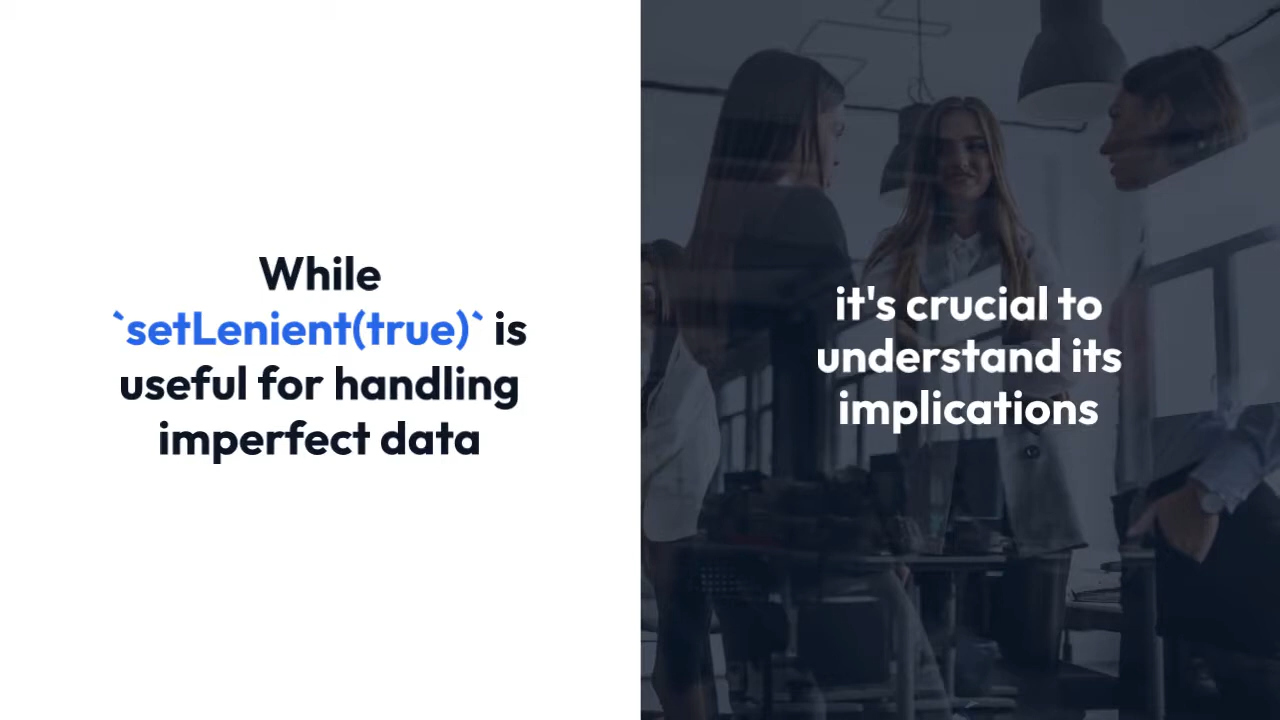 While
`setLenient(true)` is
useful for handling
imperfect data
it's crucial to
understand its
implications